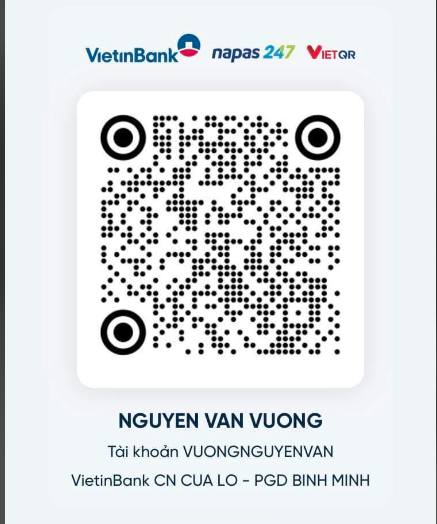 VietinBank napas 247 VIETQR
NGUYEN VAN VUONG
Tài khoản VUONGNGUYENVAN
VietinBank CN CUA LO - PGD BINH MINH